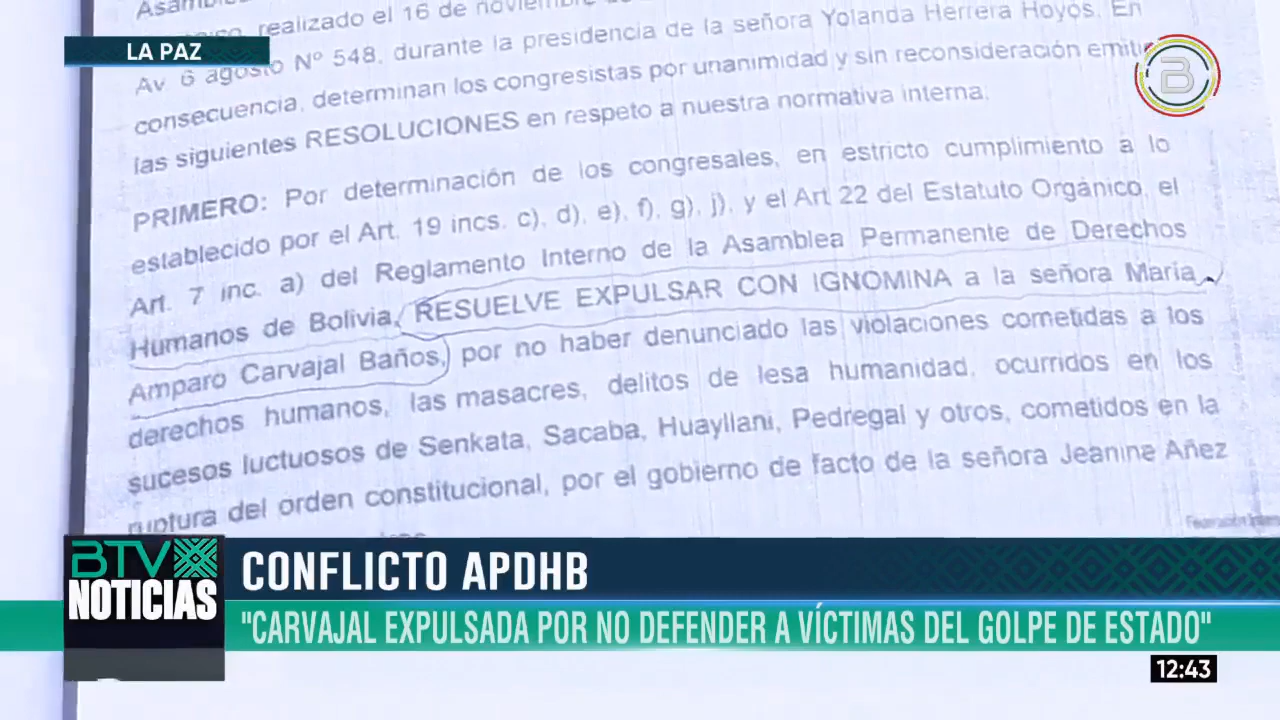 realizado el 16 de noviembre
LA PAZ
Av. 6 agosto Nº 548, durante la presidencia de la señora Yolanda Herrera Hoyos. En
consecuencia, determinan los congresistas por unanimidad y sin reconsideración
las siguientes RESOLUCIONES en respeto a nuestra normativa interna:
PRIMERO: Por determinación de los congresales, en estricto cumplimiento a lo
establecido por el Art. 19 incs. c), d), e), f), g), j), y el Art 22 del Estatuto Orgánico, el
Art. 7 inc. a) del Reglamento Interno de la Asamblea Permanente de Derechos
Humanos de Bolivia, RESUELVE EXPULSAR CON IGNOMINA a la señora María
Amparo Carvajal Baños, por no haber denunciado las violaciones cometidas a los
derechos humanos, las masacres, delitos de lesa humanidad, ocurridos en los
sucesos luctuosos de Senkata, Sacaba, Huayllani, Pedregal y otros, cometidos en la
ruptura del orden constitucional, por el gobierno de facto de la señora Jeanine Añez
B
BTV
NOTICIAS
CONFLICTO APDHB
"CARVAJAL EXPULSADA POR NO DEFENDER A VÍCTIMAS DEL GOLPE DE ESTADO"
12:43